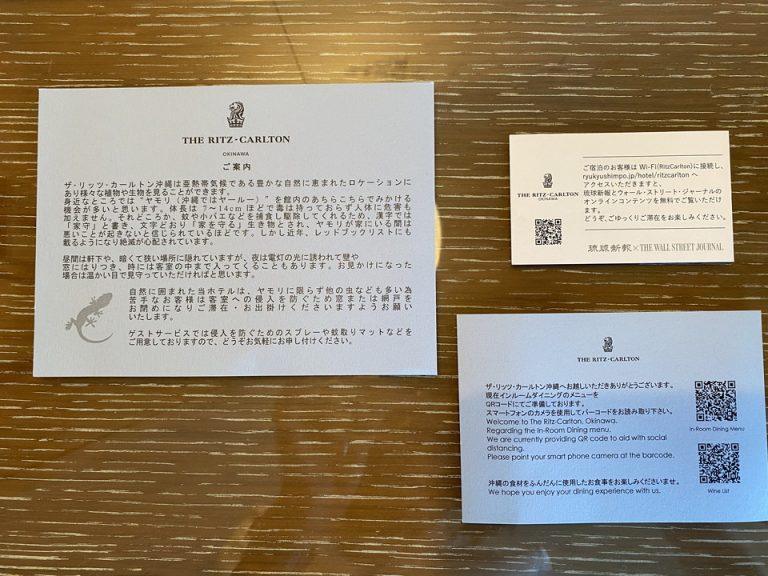 THE RITZ-CARLTON
OKINAWA
ご案内
ザ・リッツ・カールトン沖縄は亜熱帯気候である豊かな自然に恵まれたロケーションに
あり様々な植物や生物を見ることができます。
身近なところでは“ヤモリ（沖縄ではヤールー）”を館内のあちらこちらでみかける
機会が多いと思います。体長は 7～14cm ほどで毒は持っておらず人体に危害も
加えません。それどころか、蚊や小バエなどを捕食し駆除してくれるため、漢字では
「家守」と書き、文字どおり「家を守る」生き物とされ、ヤモリが家にいる間は
悪いことが起きないと信じられているほどです。しかし近年、レッドブックリストにも
載るようになり絶滅が心配されています。
昼間は軒下や、暗くて狭い場所に隠れていますが、夜は電灯の光に誘われて壁や
窓にはりつき、時には客室の中まで入ってくることもあります。お見かけになった
場合は温かい目で見守っていただければと思います。
自然に囲まれた当ホテルは、ヤモリに限らず他の虫なども多い為
苦手なお客様は客室への侵入を防ぐため窓または網戸を
お閉めになりご滞在・お出掛けくださいますようお願い
いたします。
ゲストサービスでは侵入を防ぐためのスプレーや蚊取りマットなどを
ご用意しておりますので、どうぞお気軽にお申し付けください。
THE RITZ-CARLTON
OKINAWA
ご宿泊のお客様は Wi-Fi(RitzCarlton)に接続し、
ryukyushimpo.jp/hotel/ritzcarlton へ
アクセスいただきますと、
琉球新報とウォール・ストリート・ジャーナルの
オンラインコンテンツを無料でご覧いただけ
ます。
どうぞ、ごゆっくりご滞在をお楽しみください。
琉球新報×THE WALL STREET JOURNAL
THE RITZ-CARLTON
ザ・リッツ・カールトン沖縄へお越しいただきありがとうございます。
現在インルームダイニングのメニューを
QRコードにてご準備しております。
スマートフォンのカメラを使用してバーコードをお読み取り下さい。
Welcome to The Ritz-Carlton, Okinawa.
Regarding the In-Room Dining menu.
We are currently providing QR code to aid with social
distancing.
Please point your smart phone camera at the barcode.
沖縄の食材をふんだんに使用したお食事をお楽しみくださいませ。
We hope you enjoy your dining experience with us.
In-Room Dining Menu
Wine List